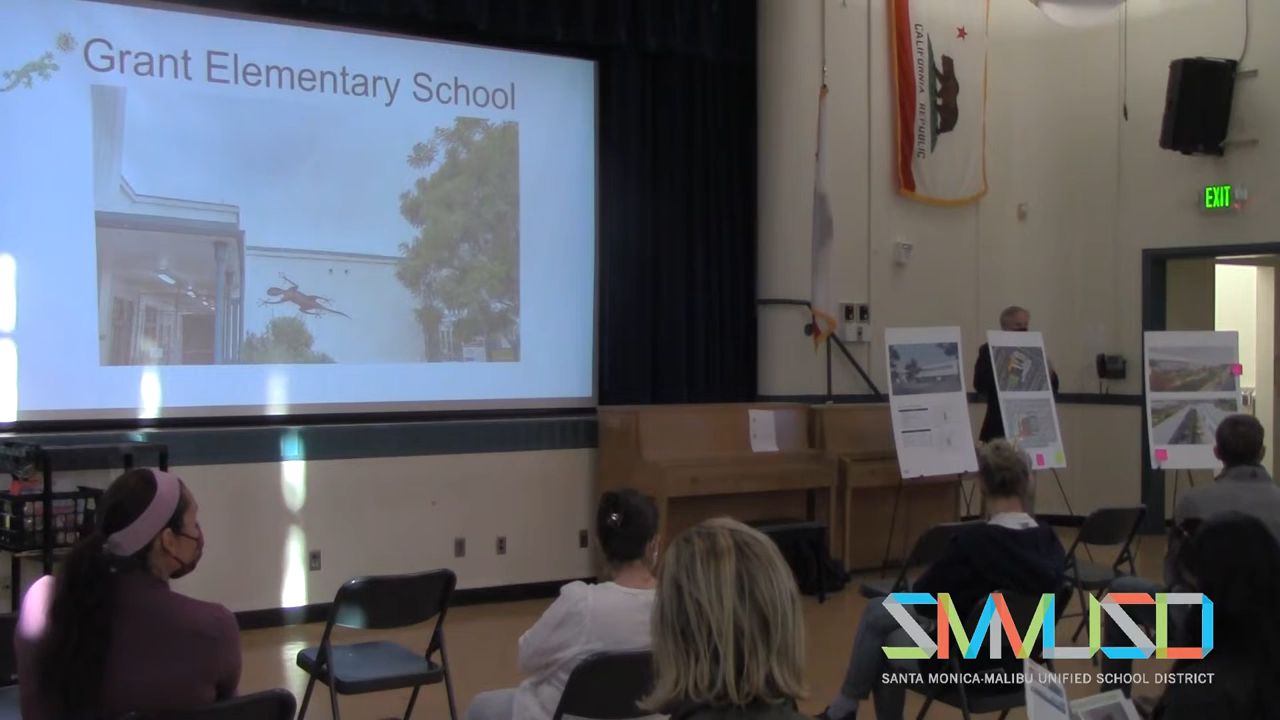 Grant Elementary School
CALIFORNIA REPUBLIC
EXIT
SMMUSD
SANTA MONICA-MALIBU UNIFIED SCHOOL DISTRICT